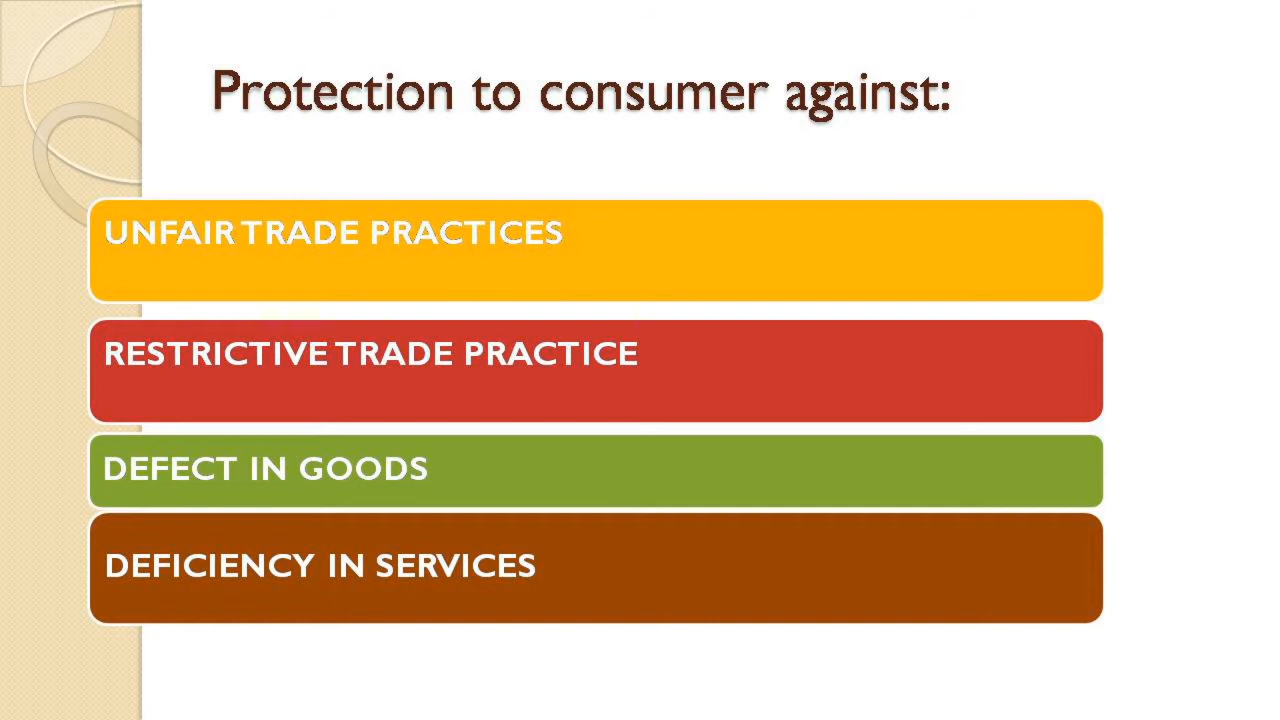 Protection to consumer against:
UNFAIR TRADE PRACTICES
RESTRICTIVE TRADE PRACTICE
DEFECT IN GOODS
DEFICIENCY IN SERVICES